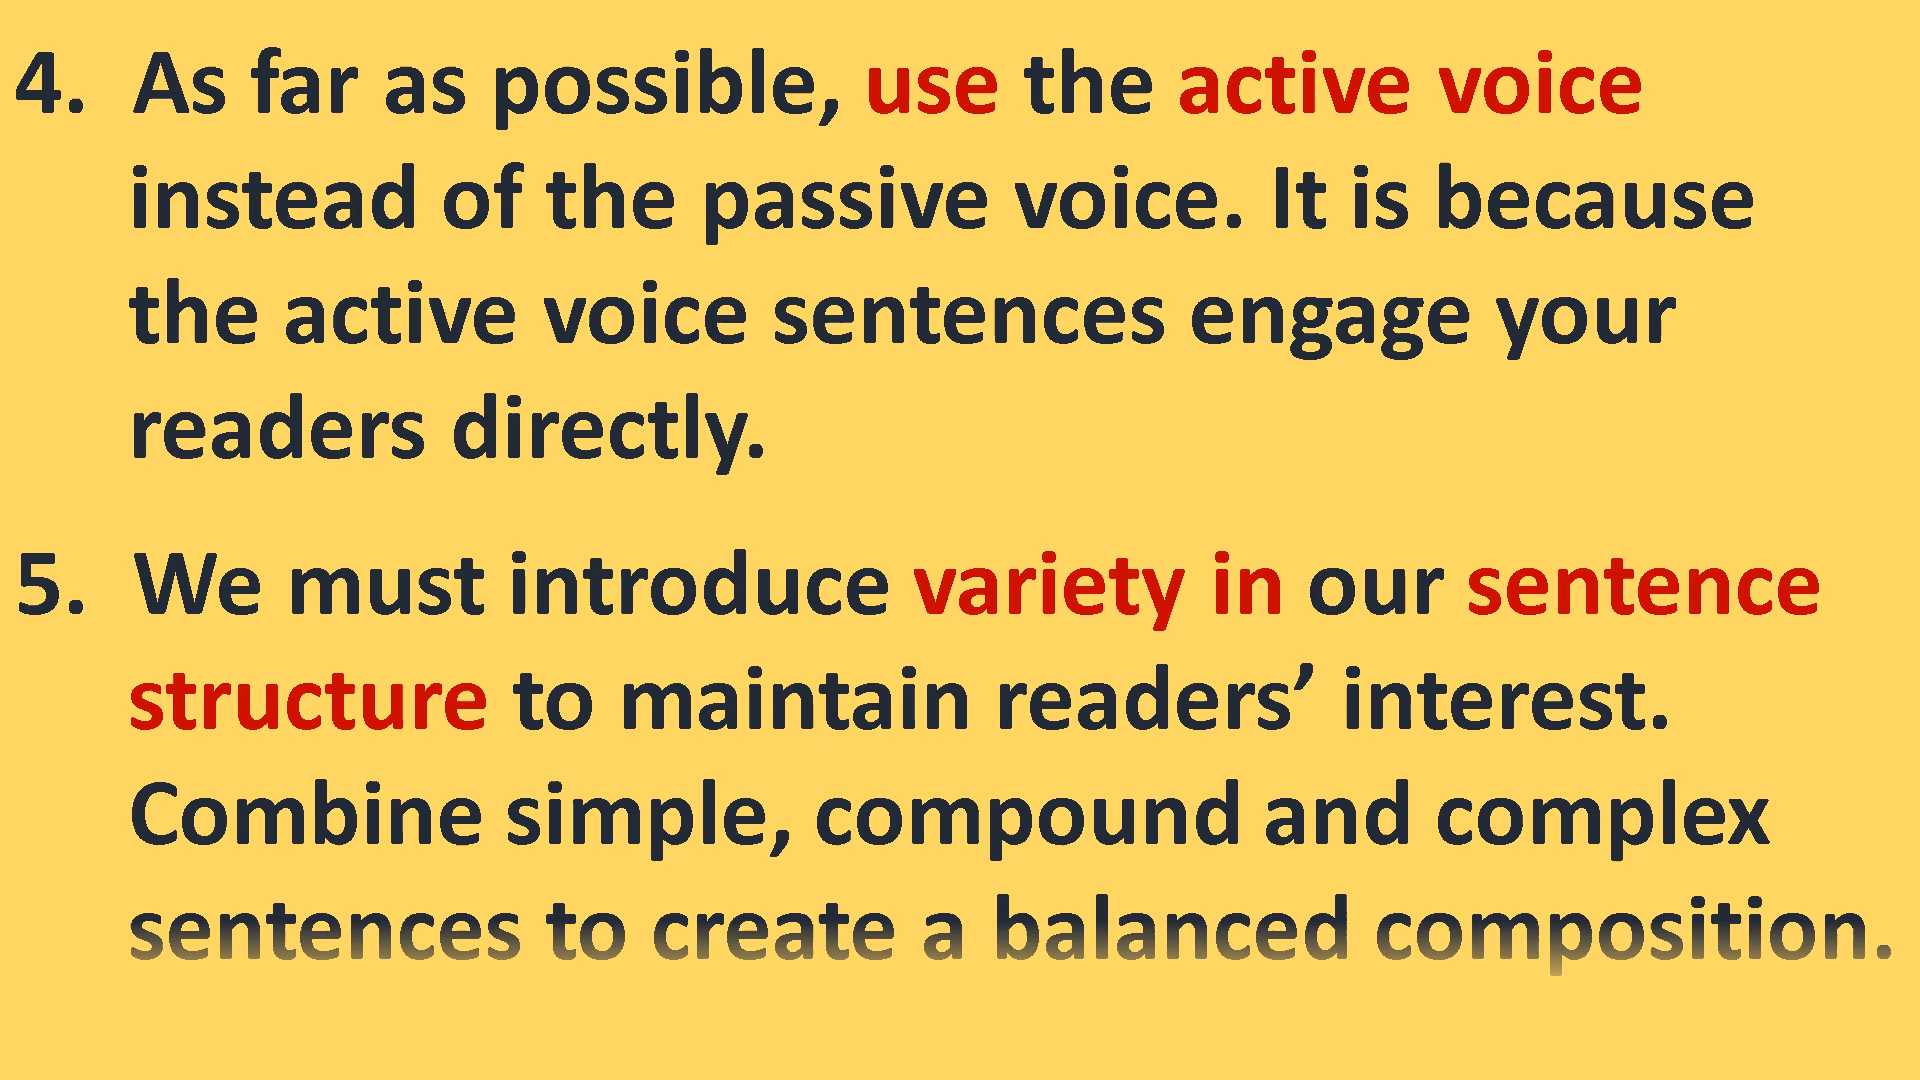 4. As far as possible, use the active voice
instead of the passive voice. It is because
the active voice sentences engage your
readers directly.
5. We must introduce variety in our sentence
structure to maintain readers’ interest.
Combine simple, compound and complex
sentences to create a balanced composition.